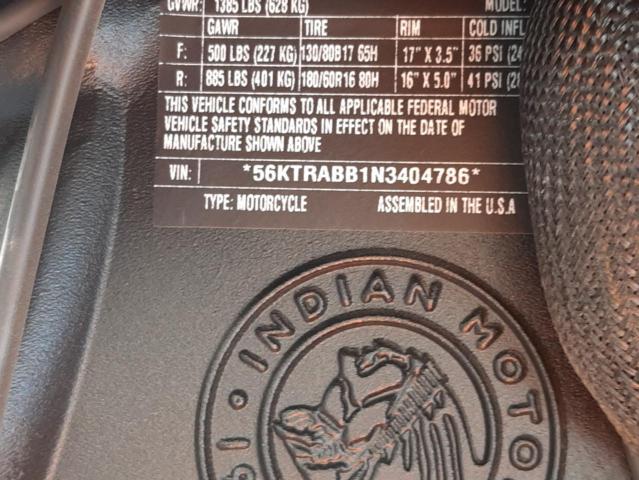 GVWR: 1385 LBS (628 KG) MODEL:
GAWR TIRE RIM COLD INFL
F: 500 LBS (227 KG) 130/80B17 65H 17" X 3.5" 36 PSI (24
R: 885 LBS (401 KG) 180/60R16 80H 16" X 5.0" 41 PSI (28
THIS VEHICLE CONFORMS TO ALL APPLICABLE FEDERAL MOTOR
VEHICLE SAFETY STANDARDS IN EFFECT ON THE DATE OF
MANUFACTURE SHOWN ABOVE
VIN: *56KTRABB1N3404786*
TYPE: MOTORCYCLE ASSEMBLED IN THE U.S.A
INDIAN MOTO